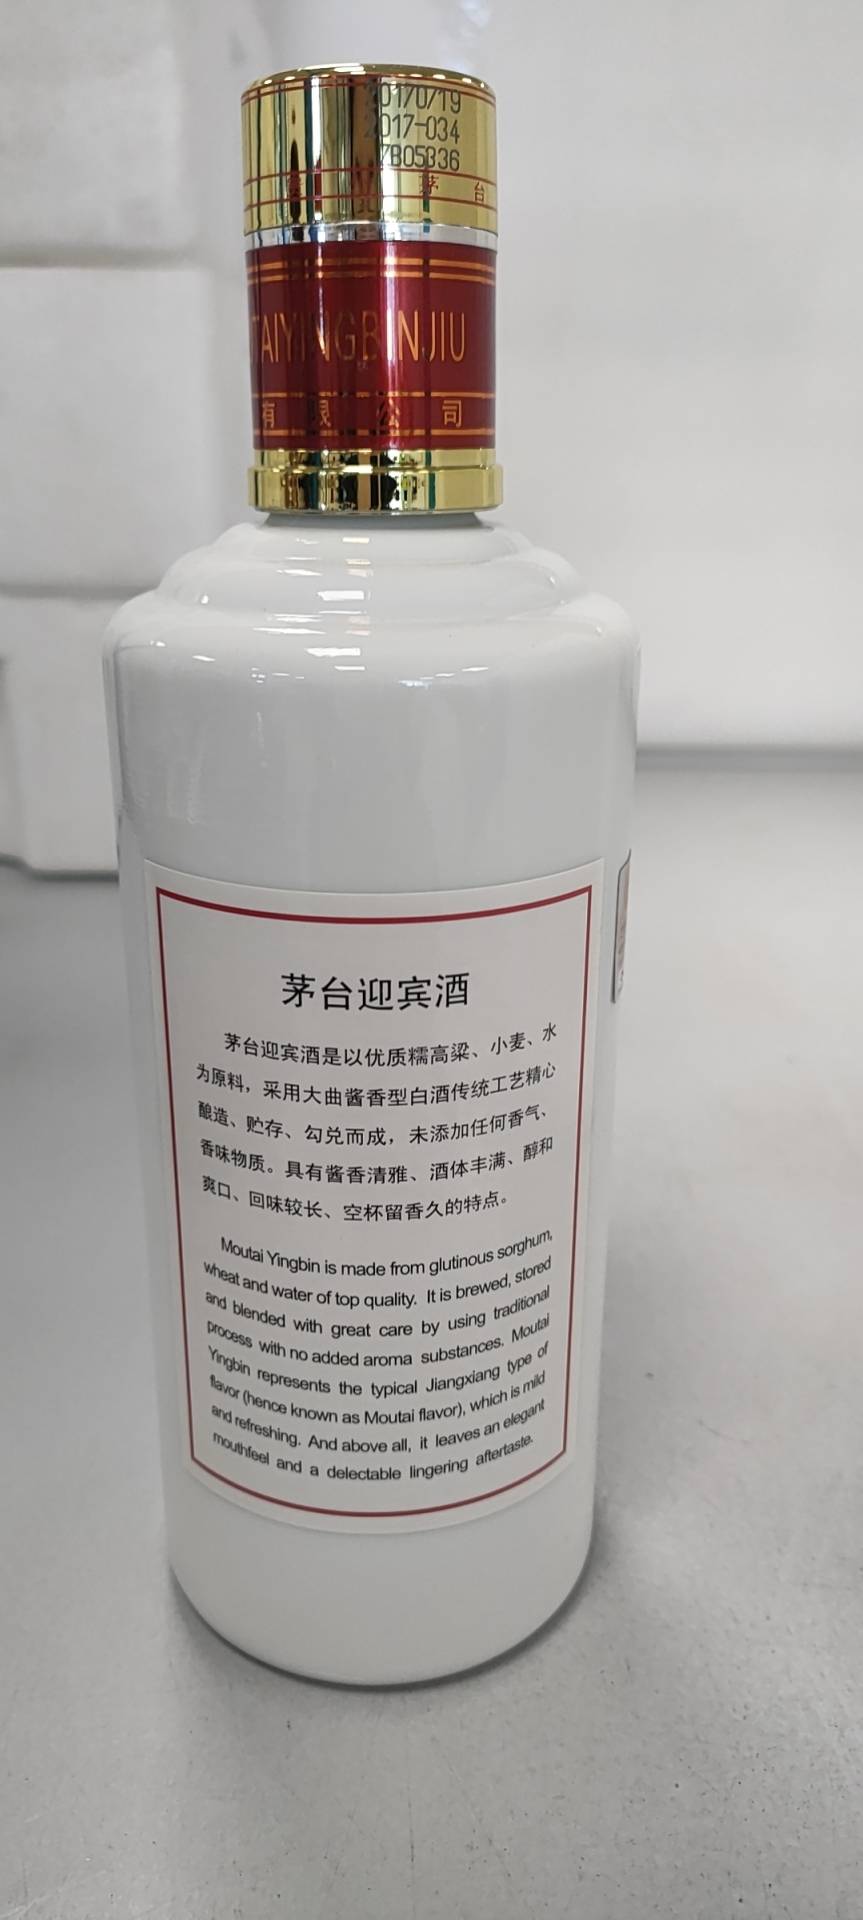 2017-034
茅台
TAIYINGBINJIU
有限公司
茅台迎宾酒
茅台迎宾酒是以优质糯高粱、小麦、水
为原料，采用大曲酱香型白酒传统工艺精心
酿造、贮存、勾兑而成，未添加任何香气、
香味物质。具有酱香清雅、酒体丰满、醇和
爽口、回味较长、空杯留香久的特点。
Moutai Yingbin is made from glutinous sorghum,
wheat and water of top quality. It is brewed, stored
and blended with great care by using traditional
process with no added aroma substances. Moutai
Yingbin represents the typical Jiangxiang type of
flavor (hence known as Moutai flavor), which is mild
and refreshing. And above all, it leaves an elegant
mouthfeel and a delectable lingering aftertaste.